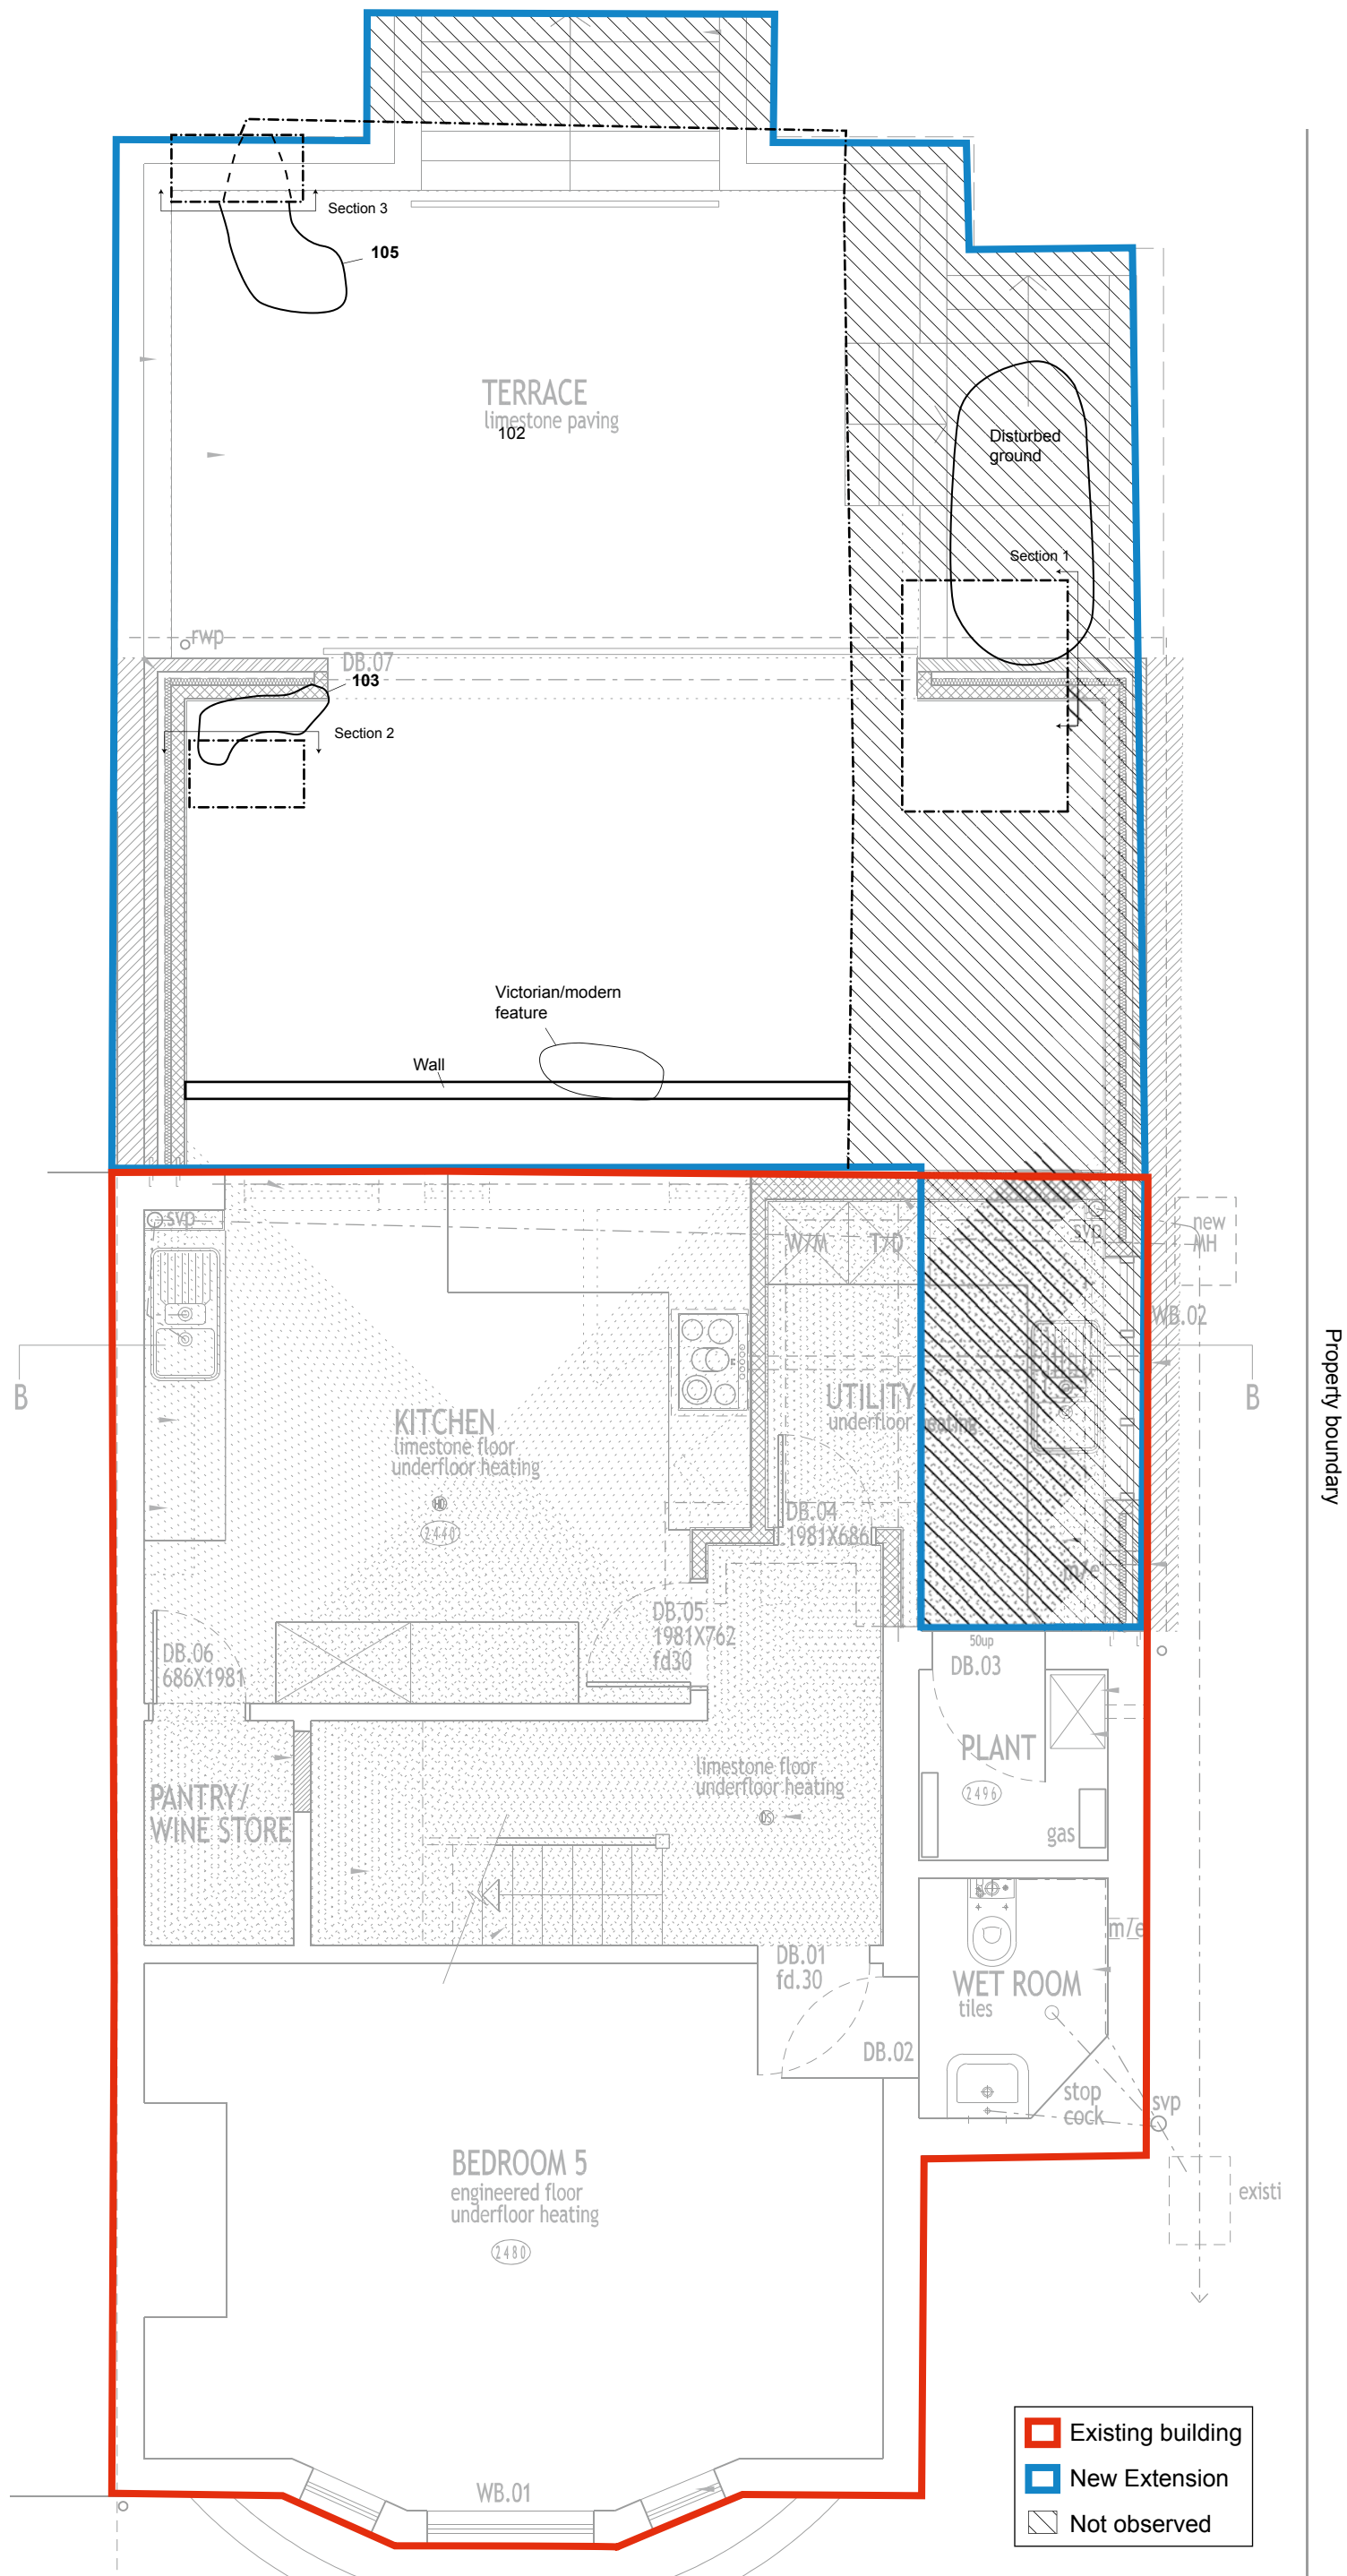 Section 3
105
TERRACE
limestone paving
102
Disturbed
ground
Section 1
rwp
DB.07
103
Section 2
Victorian/modern
feature
Wall
svp
W/M
T/D
svp
new
MH
WB.02
Property boundary
B
B
KITCHEN
limestone floor
underfloor heating
HD
2440
UTILITY
underfloor heating
DB.04
1981X686
m/e
DB.05
1981X762
fd30
DB.06
686X1981
50up
DB.03
PLANT
2496
gas
limestone floor
underfloor heating
DS
PANTRY/
WINE STORE
m/e
DB.01
fd.30
WET ROOM
tiles
DB.02
stop
cock
svp
BEDROOM 5
engineered floor
underfloor heating
2480
existi
WB.01
Existing building
New Extension
Not observed